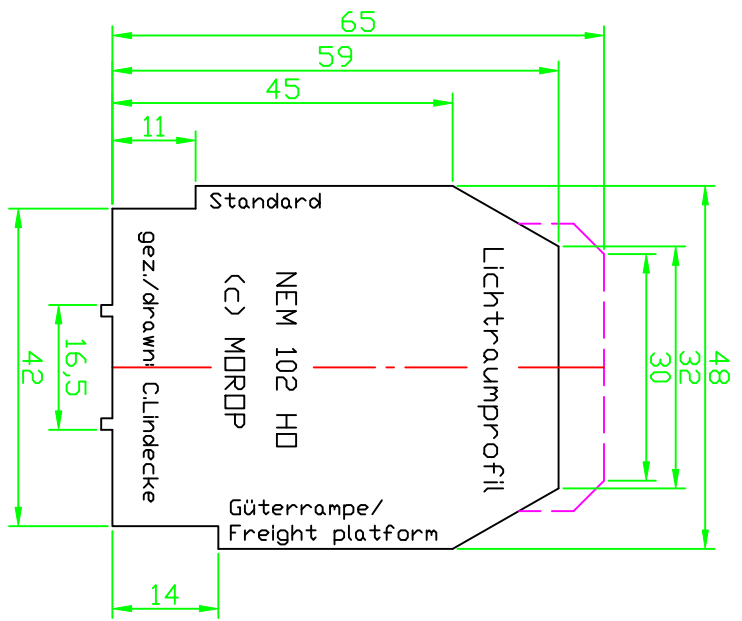 65
59
45
11
Standard
Lichtraumprofil
NEM 102 H0
(c) MOROP
gez./drawn: C.Lindecke
48
32
30
16,5
42
Güterrampe/
Freight platform
14